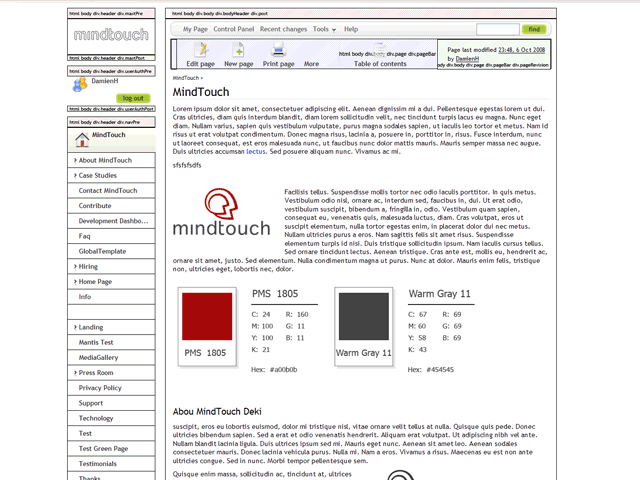 html body div.header div.mastPre
mindtouch
html body div.header div.mastPost
html body div.header div.userAuthPre
DamienH
log out
html body div.header div.userAuthPost
html body div.header div.navPre
MindTouch
About MindTouch
Case Studies
Contact MindTouch
Contribute
Development Dashbo...
Faq
GlobalTemplate
Hiring
Home Page
Info
Landing
Mantis Test
MediaGallery
Press Room
Privacy Policy
Support
Technology
Test
Test Green Page
Testimonials
Thanks
html body div.body div.bodyHeader div.post
My Page Control Panel Recent changes Tools Help
find
Edit page New page Print page More
html body div.body div.page div.pageBar
Table of contents
Page last modified 23:48, 6 Oct 2008
by DamienH
html body div.body div.page div.pageRevision
MindTouch >
MindTouch
Lorem ipsum dolor sit amet, consectetuer adipiscing elit. Aenean dignissim mi a dui. Pellentesque egestas lorem ut dui.
Cras ultricies, diam quis interdum blandit, diam lorem sollicitudin velit, nec tincidunt turpis lacus eu magna. Nunc eget
diam. Nullam varius, sapien quis vestibulum vulputate, purus magna sodales sapien, ut iaculis leo tortor et metus. Nam id
risus ut erat volutpat condimentum. Donec magna risus, lacinia a, posuere in, porttitor in, risus. Fusce interdum, nunc
ut laoreet consequat, est eros malesuada nunc, ut faucibus nunc dolor mattis mauris. Mauris semper massa nec augue.
Duis ultricies accumsan lectus. Sed posuere aliquam nunc. Vivamus ac mi.
sfsfsfsdfs
mindtouch
Facilisis tellus. Suspendisse mollis tortor nec odio iaculis porttitor. In quis metus.
Vestibulum odio nisl, ornare ac, interdum sed, faucibus in, dui. Ut erat odio,
vestibulum suscipit, bibendum a, fringilla in, odio. Vestibulum quam sapien,
consequat eu, venenatis quis, malesuada luctus, diam. Cras volutpat, eros ut
suscipit elementum, nulla tortor egestas enim, in placerat dolor dui nec metus.
Nullam ultricies purus a eros. Nam sagittis felis sit amet risus. Suspendisse
elementum turpis id nisi. Duis tristique sollicitudin ipsum. Nam iaculis cursus tellus.
Sed ornare tincidunt lectus. Aenean tristique. Cras ante est, mollis eu, hendrerit ac,
ornare sit amet, justo. Sed elementum. Nulla condimentum magna ut purus. Nunc at dolor. Mauris enim felis, tristique
non, ultricies eget, lobortis nec, dolor.
PMS 1805
PMS 1805
C: 24 R: 160
M: 100 G: 11
Y: 100 B: 11
K: 21
Hex: #a00b0b
Warm Gray 11
Warm Gray 11
C: 67 R: 69
M: 60 G: 69
Y: 58 B: 69
K: 43
Hex: #454545
Abou MindTouch Deki
suscipit, eros eu lobortis euismod, dolor mi tristique nisl, vitae ornare velit tellus at nulla. Quisque quis pede. Donec
ultricies bibendum sapien. Sed a erat et odio venenatis hendrerit. Aliquam erat volutpat. Ut adipiscing nibh vel ante.
Nullam blandit lacinia ligula. Duis ultrices ipsum sed mi. Mauris eget nunc. Aenean sit amet leo. Aenean sodales
consectetuer mauris. Donec lacinia vehicula purus. Nulla mi. Nam a eros. Vivamus a risus. Maecenas eu est non ante
ultricies congue. Sed in nunc. Morbi tempor pellentesque sem.
Quisque enim massa, sollicitudin ac, tincidunt at, ultrices